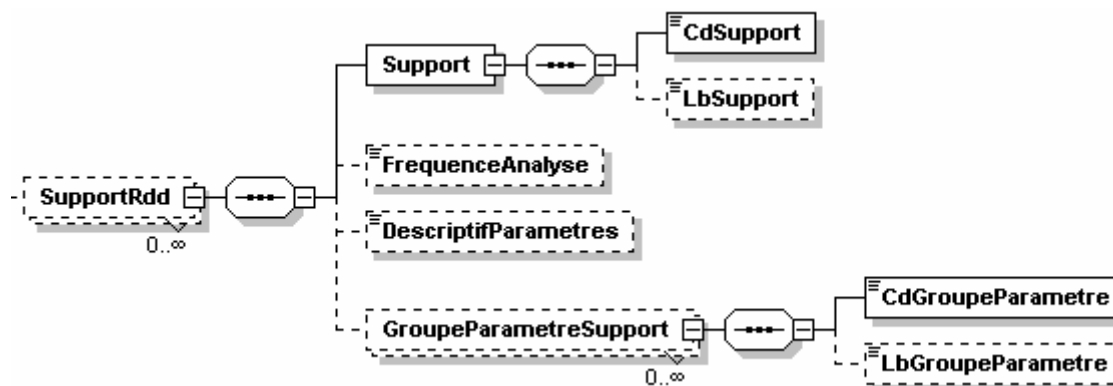 CdSupport
Support
LbSupport
FrequenceAnalyse
SupportRdd
0..∞
DescriptifParametres
CdGroupeParametre
GroupeParametreSupport
0..∞
LbGroupeParametre